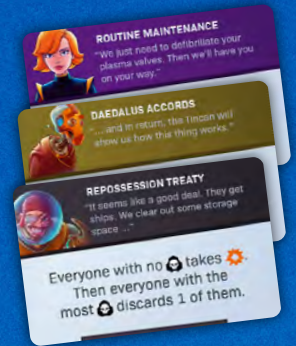 ROUTINE MAINTENANCE
"We just need to defibrillate your
plasma valves. Then we'll have you
on your way."
DAEDALUS ACCORDS
"...and in return, this Tincan will
show us how this thing works."
REPOSSESSION TREATY
"It seems like a good deal. They get
ships. We clear out some storage
space ..."
Everyone with no takes .
Then everyone with the
most discards 1 of them.